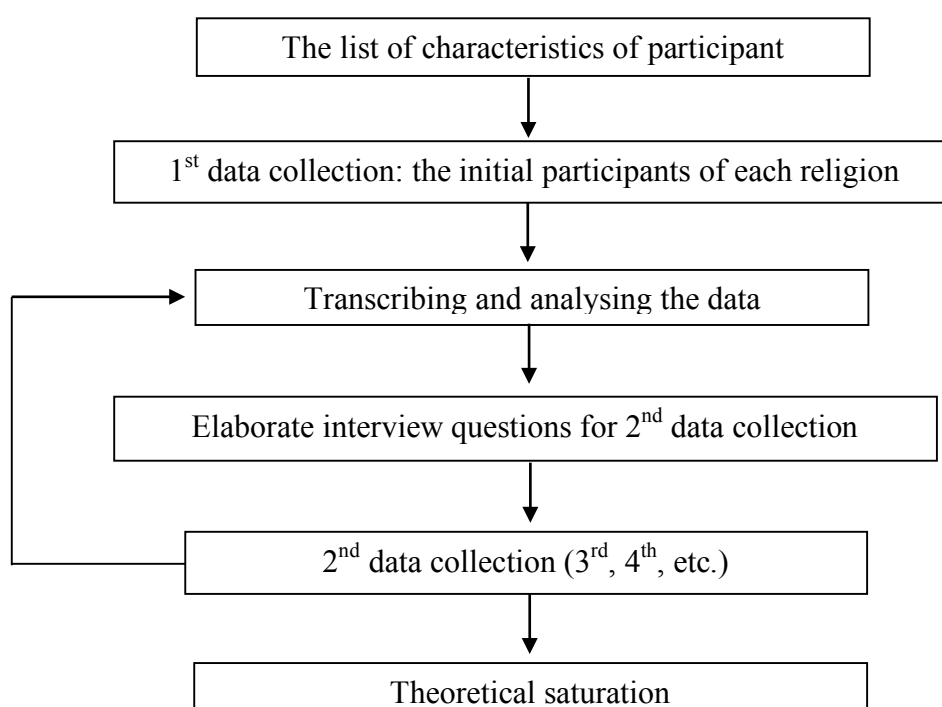 The list of characteristics of participant
1st data collection: the initial participants of each religion
Transcribing and analysing the data
Elaborate interview questions for 2nd data collection
2nd data collection (3rd, 4th, etc.)
Theoretical saturation